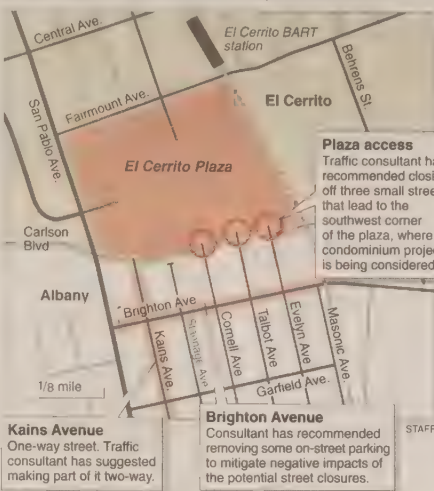 Central Ave.
El Cerrito BART
station
Behrens St.
San Pablo Ave.
Fairmount Ave.
El Cerrito
El Cerrito Plaza
Plaza access
Traffic consultant ha
recommended closi
off three small stree
that lead to the
southwest corner
of the plaza, where
condominium projec
is being considered
Carlson
Blvd
Albany
Brighton Ave
Kains Ave.
Cornell Ave
Talbot Ave
Evelyn Ave
Masonic Ave.
Garfield Ave.
1/8 mile
Kains Avenue
One-way street. Traffic
consultant has suggested
making part of it two-way.
Brighton Avenue
Consultant has recommended
removing some on-street parking
to mitigate negative impacts of
the potential street closures.
STAFF